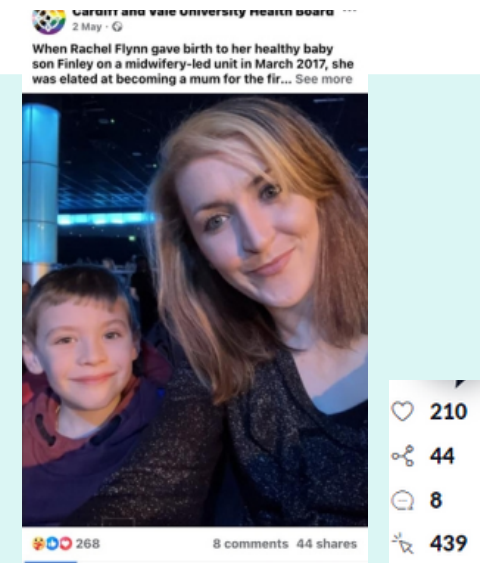 Cardiff and Vale University Health Board ...
2 May ·
When Rachel Flynn gave birth to her healthy baby
son Finley on a midwifery-led unit in March 2017, she
was elated at becoming a mum for the fir... See more
268 8 comments 44 shares
210
44
8
439